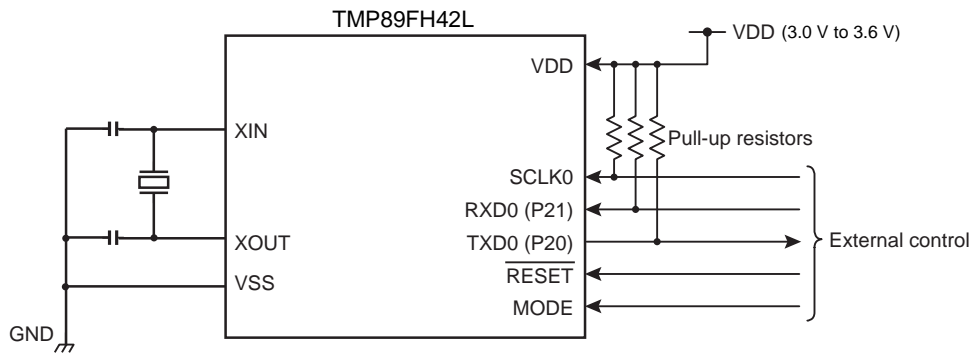 TMP89FH42L
VDD (3.0 V to 3.6 V)
VDD
XIN
Pull-up resistors
SCLK0
RXD0 (P21)
XOUT
TXD0 (P20)
External control
VSS
RESET
MODE
GND